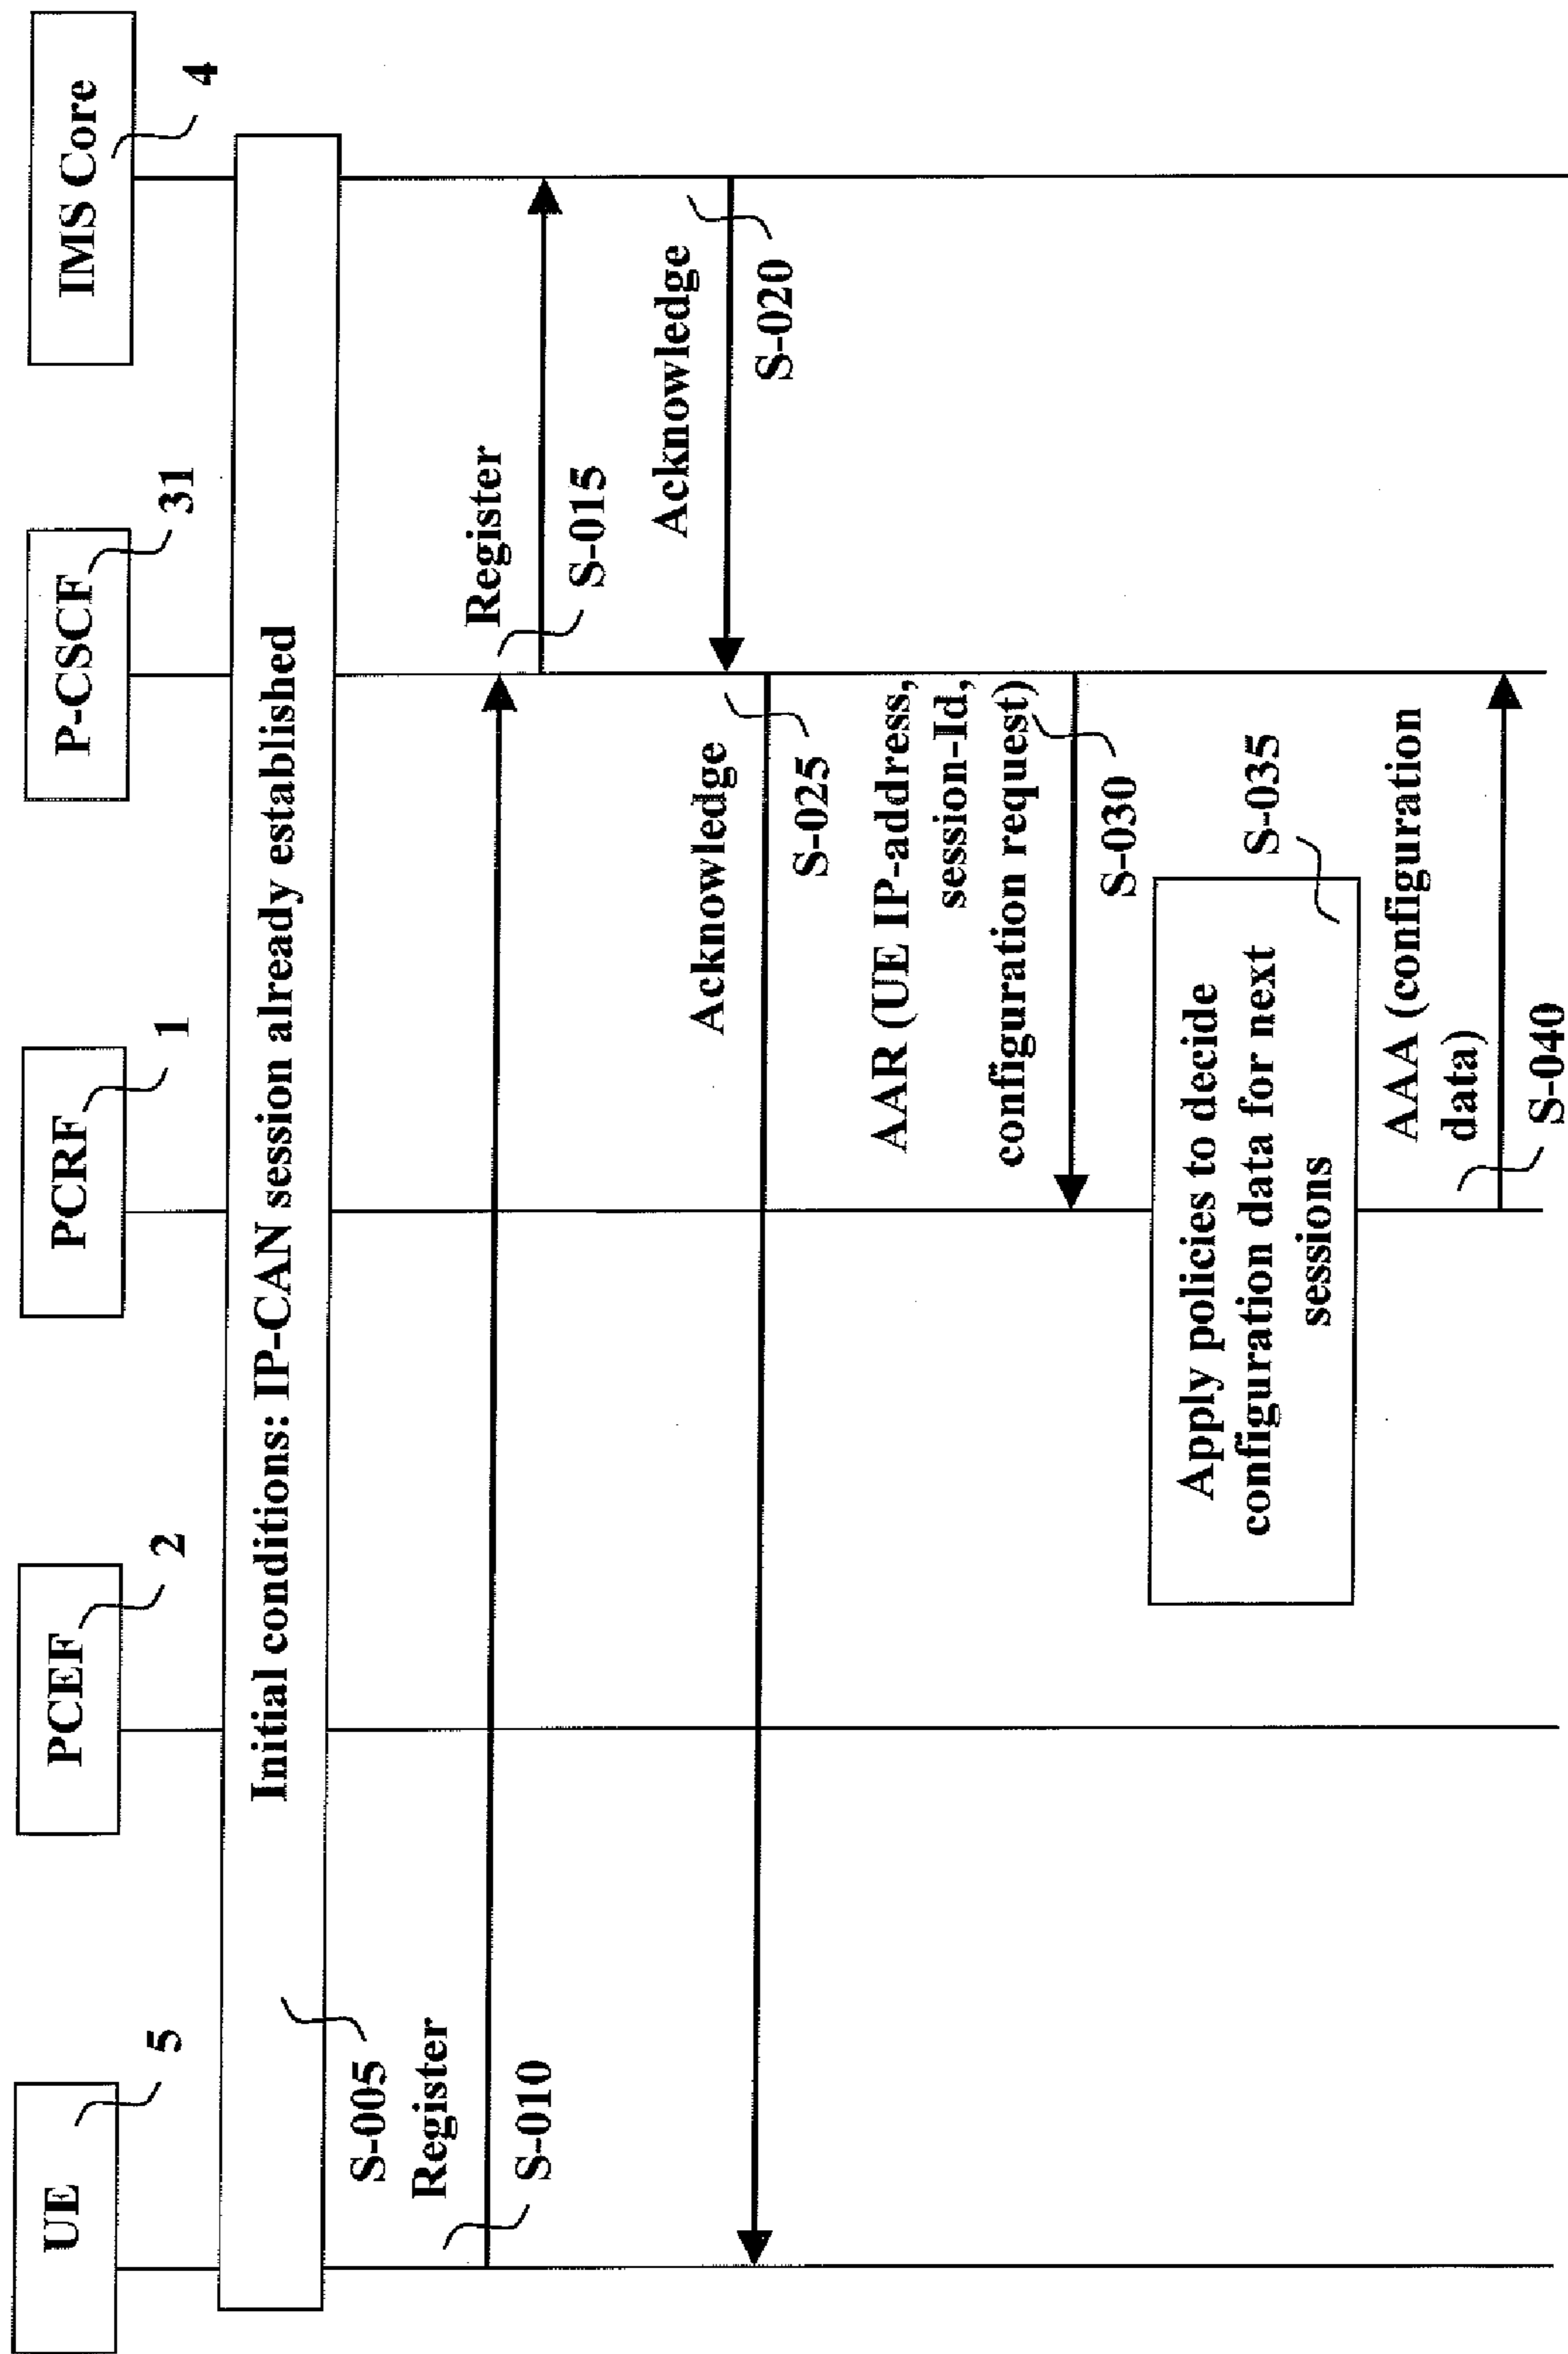 UE
5
PCEF
2
PCRF
1
P-CSCF
31
IMS Core
4
Initial conditions: IP-CAN session already established
S-005
Register
S-010
Register
S-015
Acknowledge
S-020
Acknowledge
S-025
AAR (UE IP-address,
session-Id,
configuration request)
S-030
Apply policies to decide
configuration data for next
sessions
S-035
AAA (configuration
data)
S-040